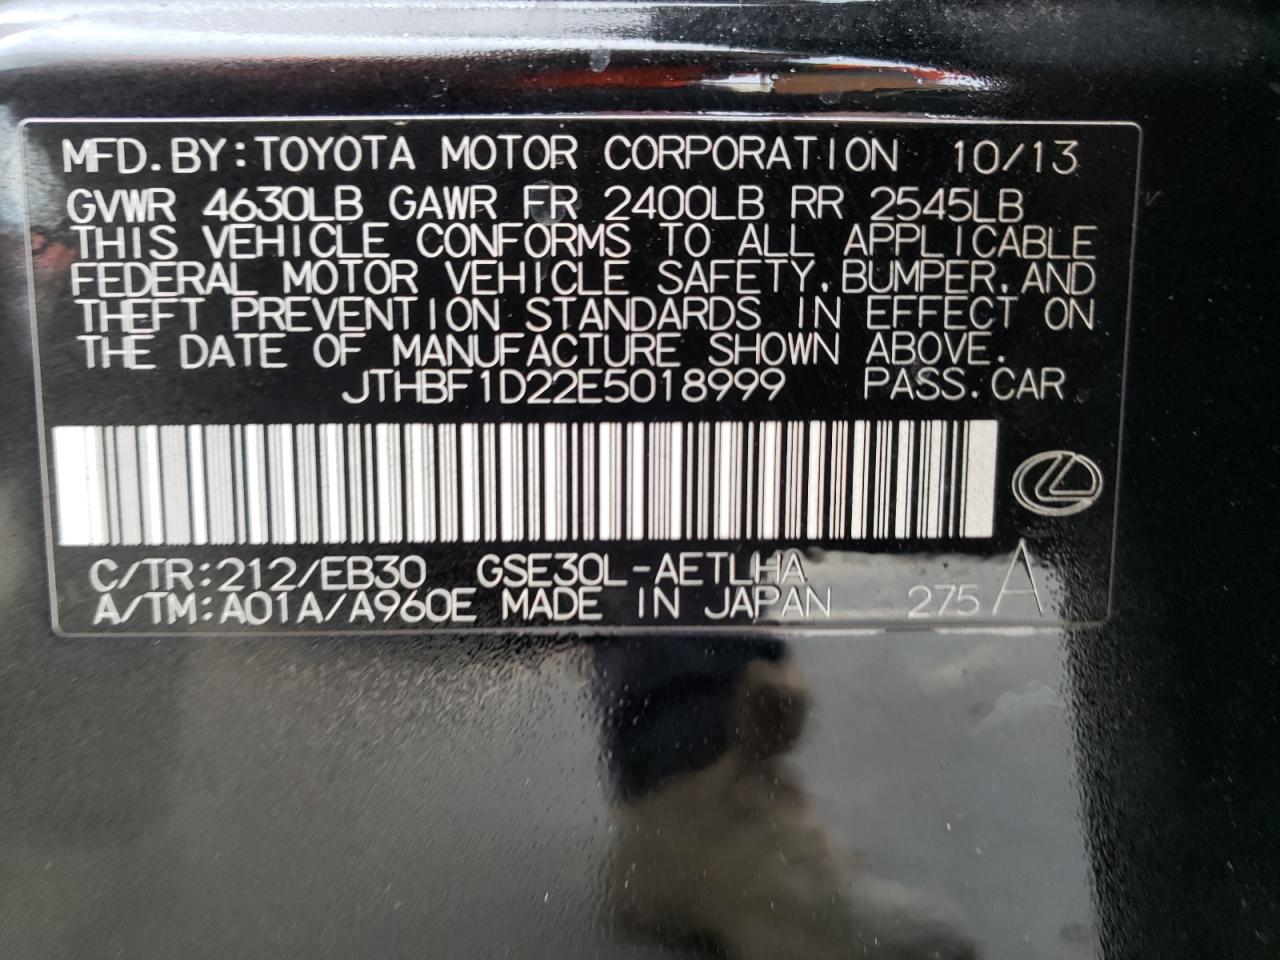 MFD.BY:TOYOTA MOTOR CORPORATION 10/13
GVWR 4630LB GAWR FR 2400LB RR 2545LB
THIS VEHICLE CONFORMS TO ALL APPLICABLE
FEDERAL MOTOR VEHICLE SAFETY,BUMPER,AND
THEFT PREVENTION STANDARDS IN EFFECT ON
THE DATE OF MANUFACTURE SHOWN ABOVE.
JTHBF1D22E5018999 PASS.CAR
C/TR:212/EB30 GSE30L-AETLHA
A/TM:A01A/A960E MADE IN JAPAN 275 A